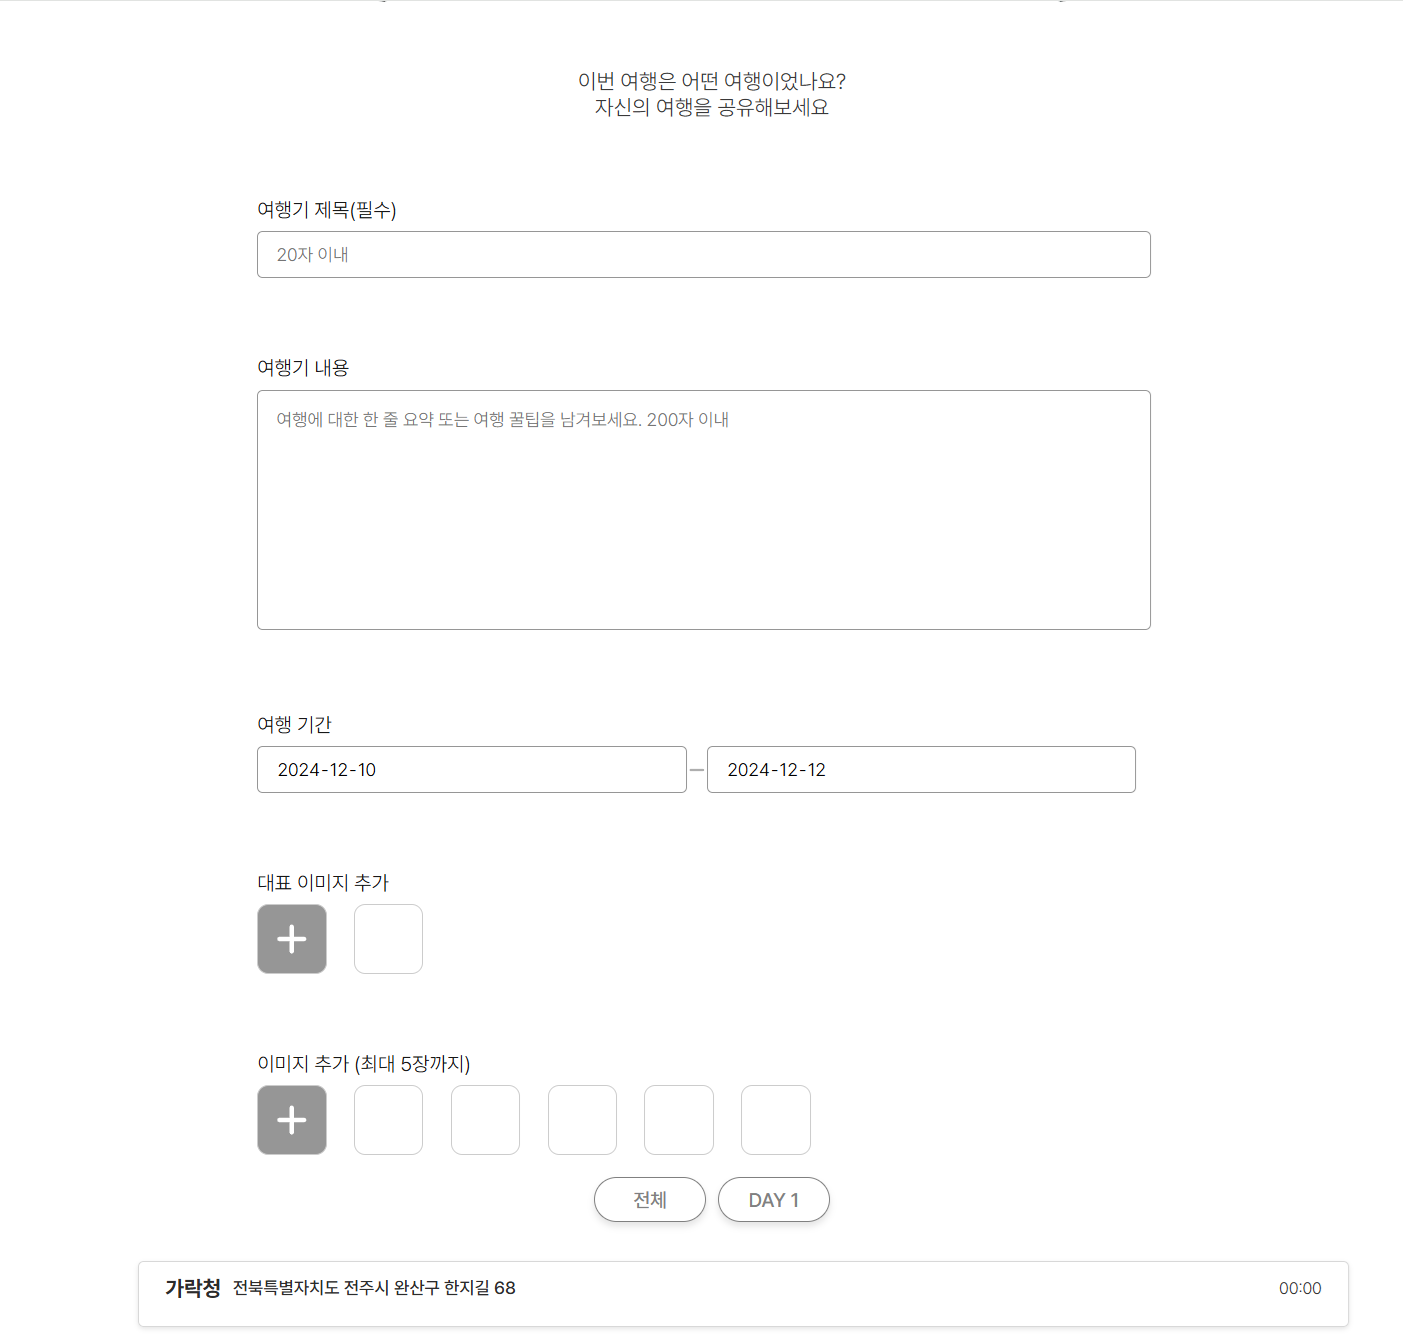 이번 여행은 어떤 여행이었나요?
자신의 여행을 공유해보세요
여행기 제목(필수)
20자 이내
여행기 내용
여행에 대한 한 줄 요약 또는 여행 꿀팁을 남겨보세요. 200자 이내
여행 기간
2024-12-10 – 2024-12-12
대표 이미지 추가
이미지 추가 (최대 5장까지)
전체 DAY 1
가락청 전북특별자치도 전주시 완산구 한지길 68 00:00